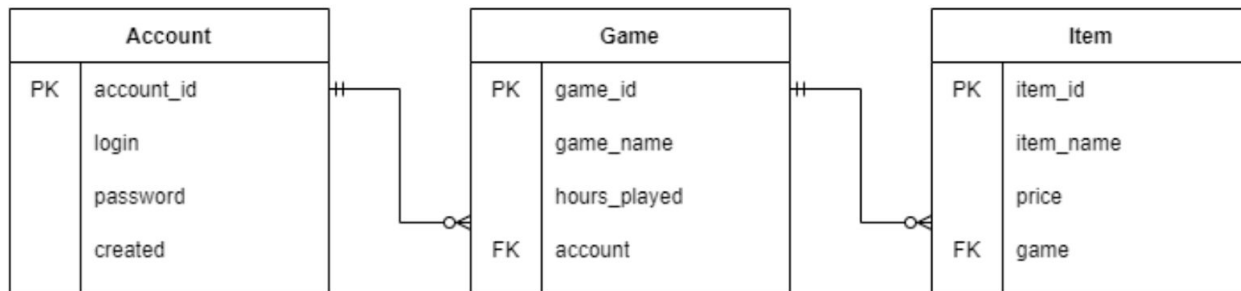 Account
PK account_id
login
password
created
Game
PK game_id
game_name
hours_played
FK account
Item
PK item_id
item_name
price
FK game